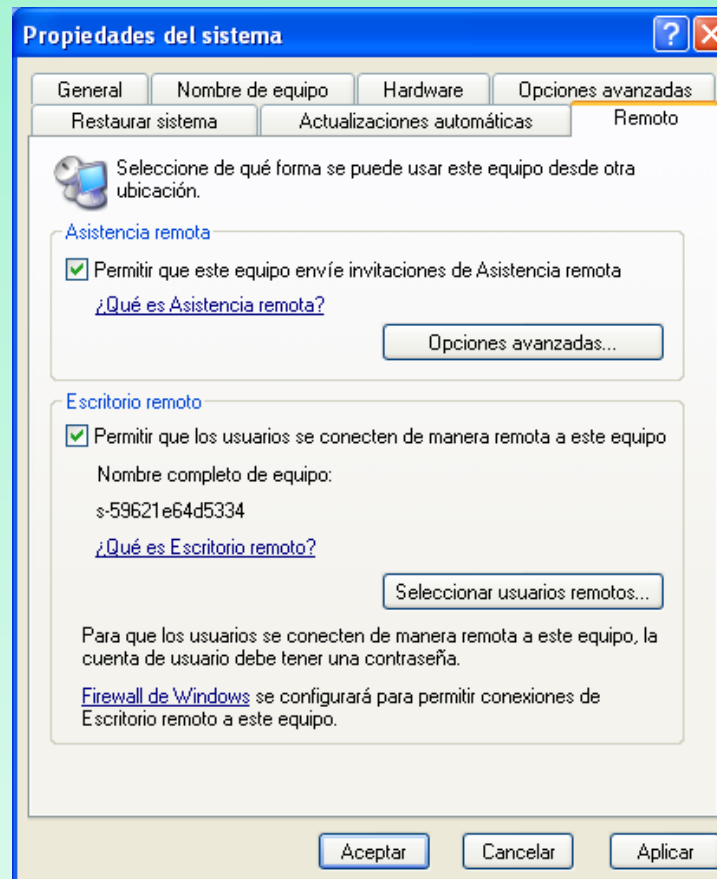 Propiedades del sistema
General Nombre de equipo Hardware Opciones avanzadas
Restaurar sistema Actualizaciones automáticas Remoto
Seleccione de qué forma se puede usar este equipo desde otra
ubicación.
Asistencia remota
Permitir que este equipo envíe invitaciones de Asistencia remota
¿Qué es Asistencia remota?
Opciones avanzadas...
Escritorio remoto
Permitir que los usuarios se conecten de manera remota a este equipo
Nombre completo de equipo:
s-59621e64d5334
¿Qué es Escritorio remoto?
Seleccionar usuarios remotos...
Para que los usuarios se conecten de manera remota a este equipo, la
cuenta de usuario debe tener una contraseña.
Firewall de Windows se configurará para permitir conexiones de
Escritorio remoto a este equipo.
Aceptar Cancelar Aplicar